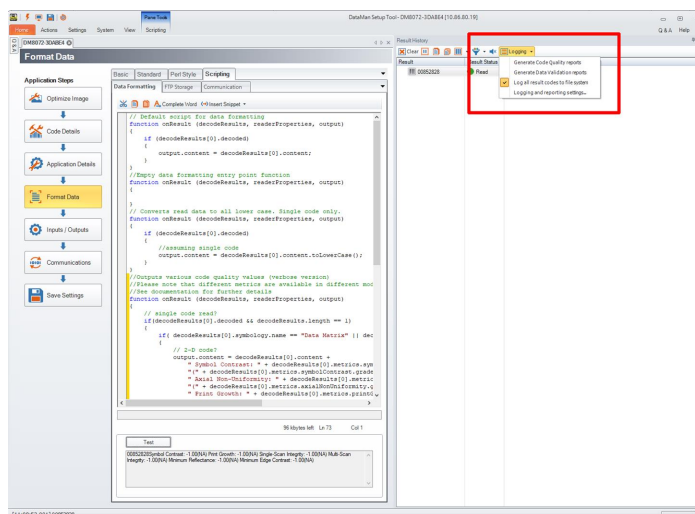 Pane Tools
DataMan Setup Tool - DM8072-3DABE4 [10.86.80.19]
Home Actions Settings System View Scripting
Q & A Help
Q & A
DM8072-3DABE4
Format Data
Application Steps
Optimize Image
Code Details
Application Details
Format Data
Inputs / Outputs
Communications
Save Settings
Basic Standard Perl Style Scripting
Data Formatting FTP Storage Communication
Complete Word Insert Snippet
// Default script for data formatting
function onResult (decodeResults, readerProperties, output)
{
if (decodeResults[0].decoded)
{
output.content = decodeResults[0].content;
}
}
//Empty data formatting entry point function
function onResult (decodeResults, readerProperties, output)
{
}
// Converts read data to all lower case. Single code only.
function onResult (decodeResults, readerProperties, output)
{
if (decodeResults[0].decoded)
{
//assuming single code
output.content = decodeResults[0].content.toLowerCase();
}
}
//Outputs various code quality values (verbose version)
//Please note that different metrics are available in different mod
//See documentation for further details
function onResult (decodeResults, readerProperties, output)
{
// single code read?
if(decodeResults[0].decoded && decodeResults.length == 1)
{
if( decodeResults[0].symbology.name == "Data Matrix" || dec
{
// 2-D code?
output.content = decodeResults[0].content +
" Symbol Contrast: " + decodeResults[0].metrics.sym
"(" + decodeResults[0].metrics.symbolContrast.grade
" Axial Non-Uniformity: " + decodeResults[0].metric
"(" + decodeResults[0].metrics.axialNonUniformity.g
" Print Growth: " + decodeResults[0].metrics.printG
96 kbytes left Ln 73 Col 1
Test
00852828Symbol Contrast: -1.00(NA) Print Growth: -1.00(NA) Single-Scan Integrity: -1.00(NA) Multi-Scan
Integrity: -1.00(NA) Minimum Reflectance: -1.00(NA) Minimum Edge Contrast: -1.00(NA)
Result History
Clear Logging
Result Result Status
00852828 Read
Generate Code Quality reports
Generate Data Validation reports
Log all result codes to file system
Logging and reporting settings...